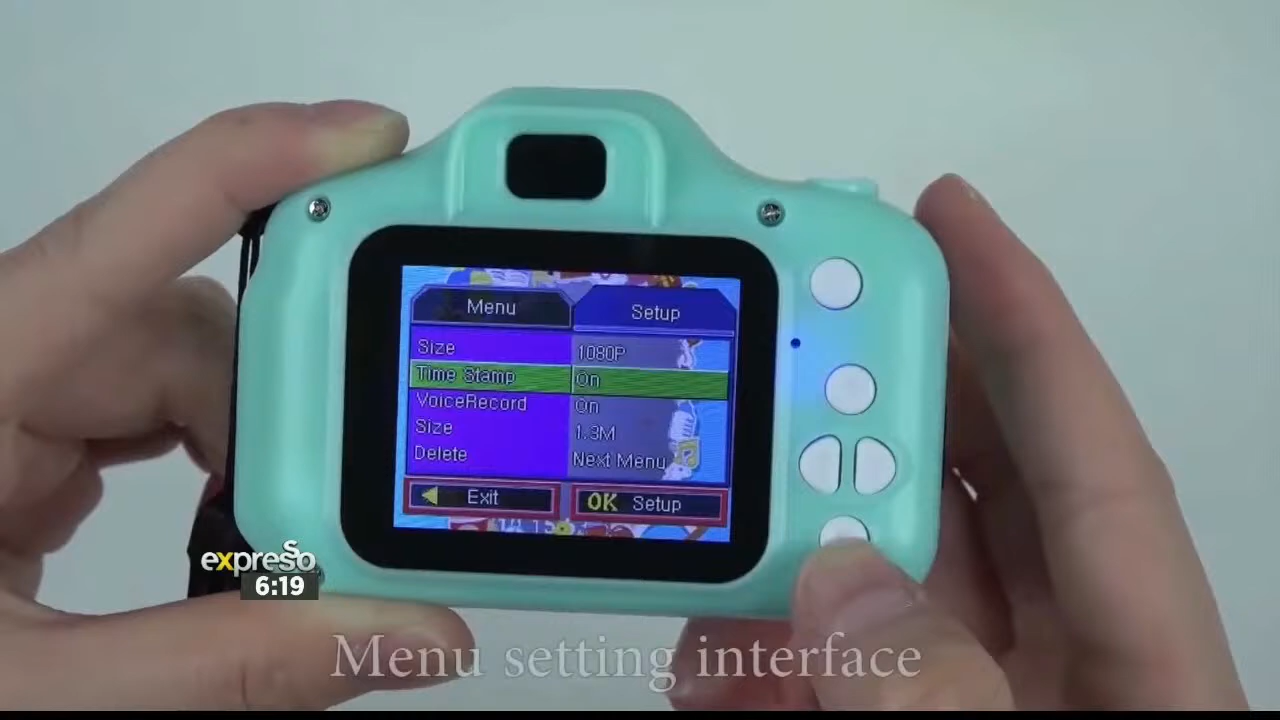 Menu Setup
Size 1080P
Time Stamp On
VoiceRecord On
Size 1.3M
Delete Next Menu
Exit OK Setup
expresso
6:19
Menu setting interface